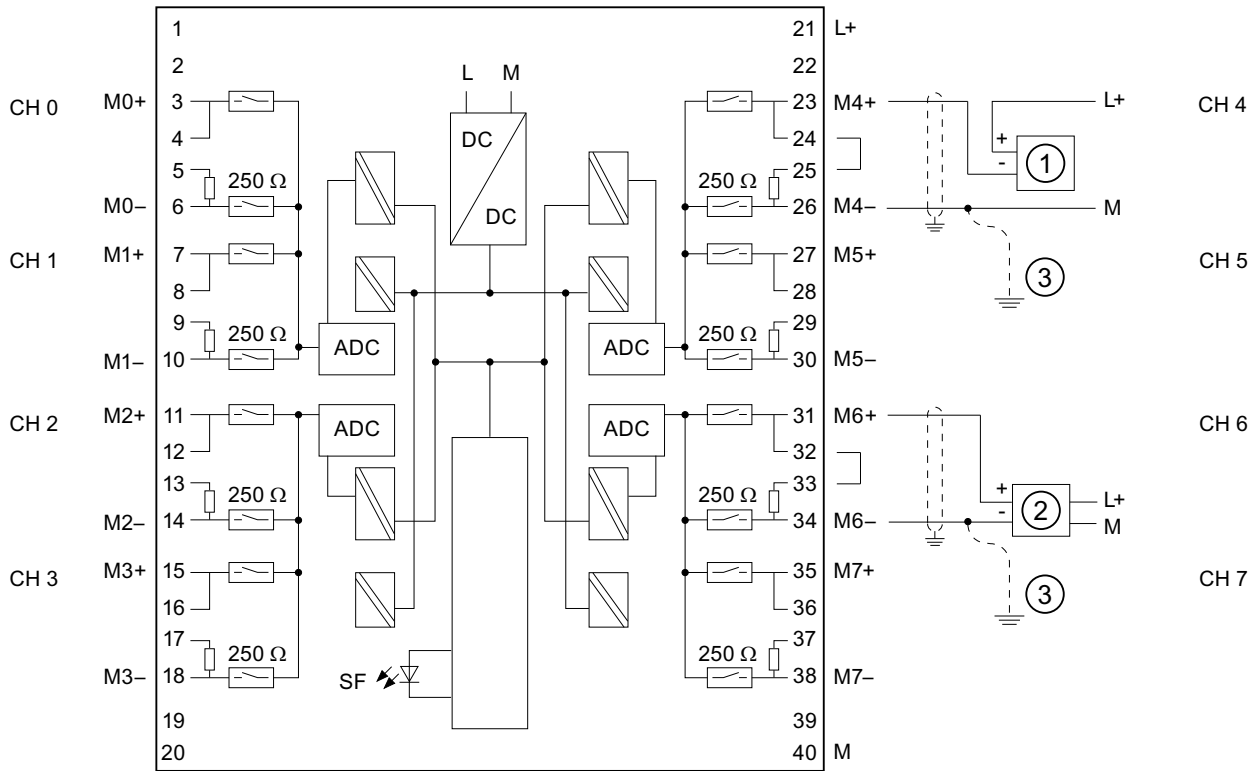 1 21 L+
2 22
L M
CH 0 M0+ 3 23 M4+ L+ CH 4
4 DC 24 +
5 250 Ω 250 Ω 25 - 1
M0– 6 DC 26 M4– M
CH 1 M1+ 7 27 M5+ CH 5
8 28 3
9 250 Ω ADC ADC 250 Ω 29
M1– 10 30 M5–
CH 2 M2+ 11 31 M6+ CH 6
12 ADC ADC 32
13 250 Ω 250 Ω 33 + 2 L+
M2– 14 34 M6– - M
CH 3 M3+ 15 35 M7+ CH 7
16 36 3
17 250 Ω 250 Ω 37
M3– 18 SF 38 M7–
19 39
20 40 M